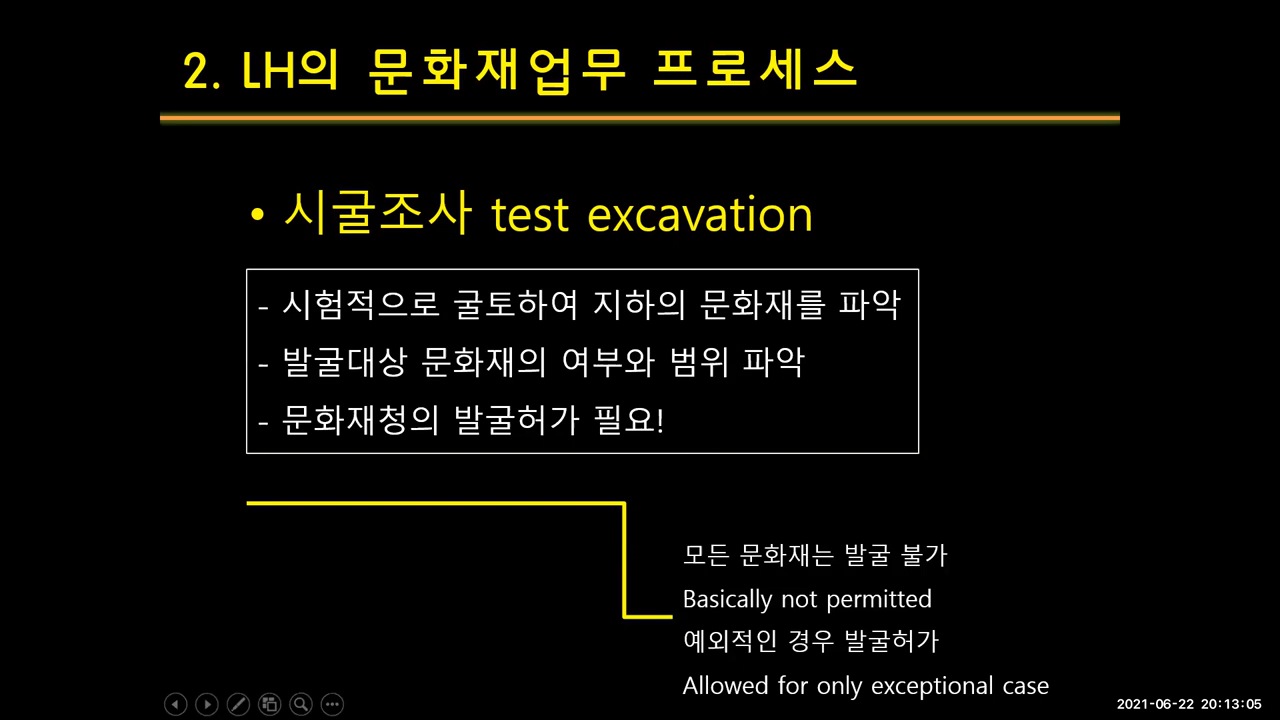 2. LH의 문화재업무 프로세스
• 시굴조사 test excavation
- 시험적으로 굴토하여 지하의 문화재를 파악
- 발굴대상 문화재의 여부와 범위 파악
- 문화재청의 발굴허가 필요!
모든 문화재는 발굴 불가
Basically not permitted
예외적인 경우 발굴허가
Allowed for only exceptional case
2021-06-22 20:13:05